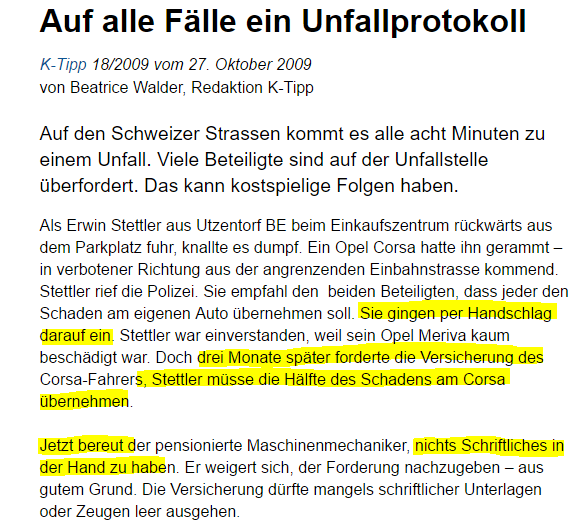 Auf alle Fälle ein Unfallprotokoll
K-Tipp 18/2009 vom 27. Oktober 2009
von Beatrice Walder, Redaktion K-Tipp
Auf den Schweizer Strassen kommt es alle acht Minuten zu
einem Unfall. Viele Beteiligte sind auf der Unfallstelle
überfordert. Das kann kostspielige Folgen haben.
Als Erwin Stettler aus Utzentorf BE beim Einkaufszentrum rückwärts aus
dem Parkplatz fuhr, knallte es dumpf. Ein Opel Corsa hatte ihn gerammt –
in verbotener Richtung aus der angrenzenden Einbahnstrasse kommend.
Stettler rief die Polizei. Sie empfahl den beiden Beteiligten, dass jeder den
Schaden am eigenen Auto übernehmen soll. Sie gingen per Handschlag
darauf ein. Stettler war einverstanden, weil sein Opel Meriva kaum
beschädigt war. Doch drei Monate später forderte die Versicherung des
Corsa-Fahrers, Stettler müsse die Hälfte des Schadens am Corsa
übernehmen.
Jetzt bereut der pensionierte Maschinenmechaniker, nichts Schriftliches in
der Hand zu haben. Er weigert sich, der Forderung nachzugeben – aus
gutem Grund. Die Versicherung dürfte mangels schriftlicher Unterlagen
oder Zeugen leer ausgehen.